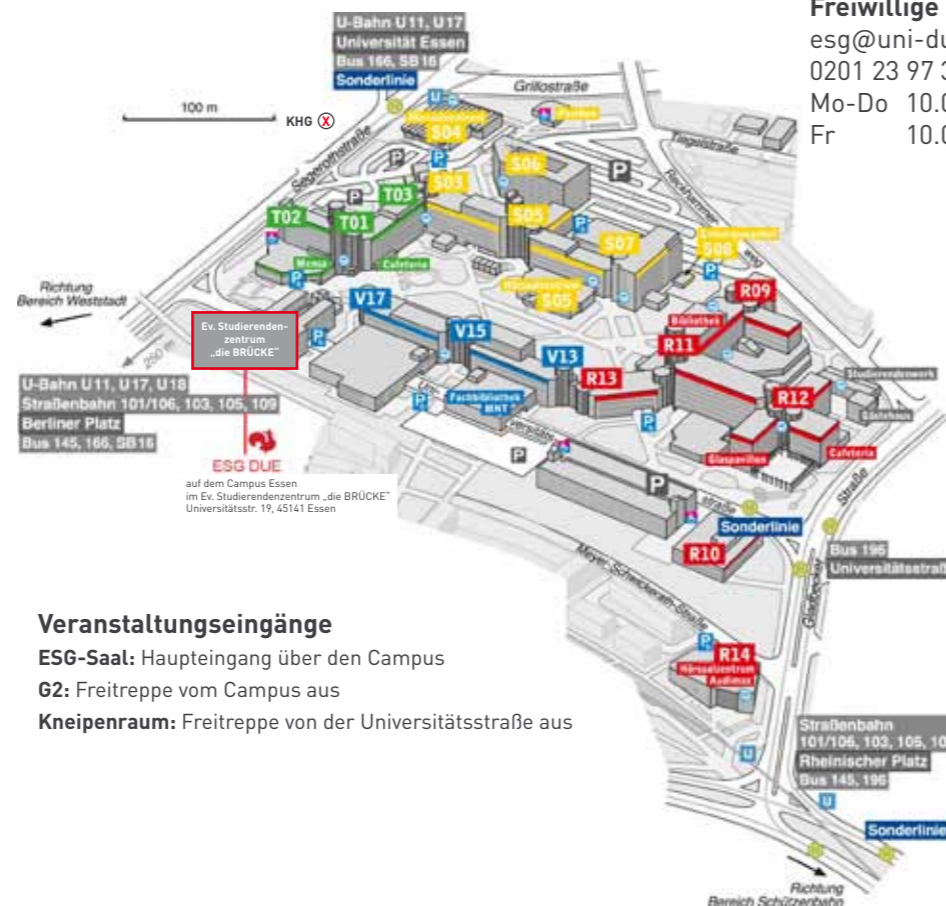 Freiwillige
esg@uni-du
0201 23 97 3
Mo-Do 10.0
Fr 10.0
U-Bahn U11, U17
Universität Essen
Bus 166, SB16
Sonderlinie
100 m
KHG X
Grillostraße
Segerothstraße
Hörsaalzentrum
S04
S06
S03
S05
S07
S08
Hörsaalzentrum
S05
P
T03
T02
T01
Mensa
Cafeteria
Richtung
Bereich Weststadt
250 m
Ev. Studierenden-
zentrum
„die BRÜCKE“
V17
V15
V13
Fachbibliothek
MNT
R09
Bibliothek
R11
R13
R12
Studierendenwerk
Gästehaus
Glaspavillon
Cafeteria
U-Bahn U11, U17, U18
Straßenbahn 101/106, 103, 105, 109
Berliner Platz
Bus 145, 166, SB16
ESG DUE
auf dem Campus Essen
im Ev. Studierendenzentrum „die BRÜCKE“
Universitätsstr. 19, 45141 Essen
straße
Straße
Sonderlinie
R10
Bus 196
Universitätsstraß
Meyer-Schwickerath-Straße
R14
Hörsaalzentrum
Audimax
Veranstaltungseingänge
ESG-Saal: Haupteingang über den Campus
G2: Freitreppe vom Campus aus
Kneipenraum: Freitreppe von der Universitätsstraße aus
Straßenbahn
101/106, 103, 105, 10
Rheinischer Platz
Bus 145, 196
U
Sonderlinie
Richtung
Bereich Schützenbahn